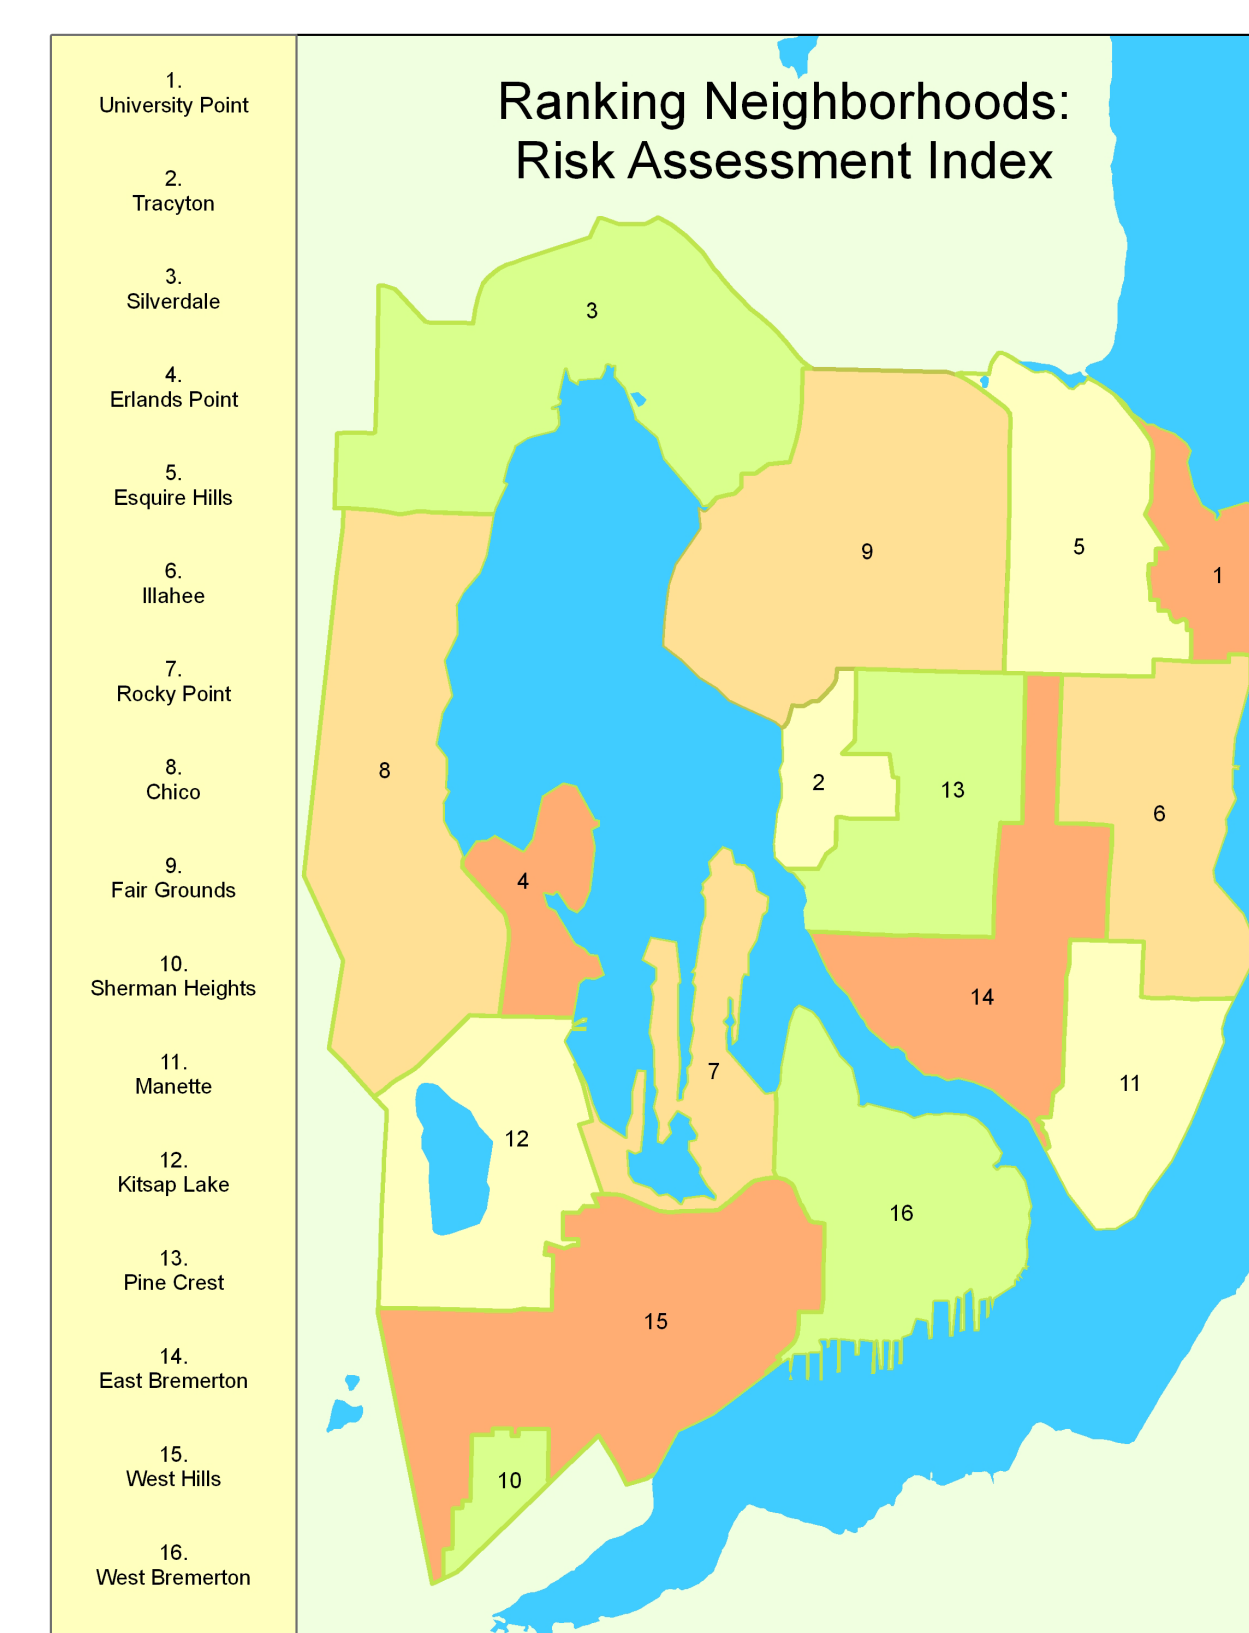 Ranking Neighborhoods:
Risk Assessment Index
1.
University Point
2.
Tracyton
3.
Silverdale
4.
Erlands Point
5.
Esquire Hills
6.
Illahee
7.
Rocky Point
8.
Chico
9.
Fair Grounds
10.
Sherman Heights
11.
Manette
12.
Kitsap Lake
13.
Pine Crest
14.
East Bremerton
15.
West Hills
16.
West Bremerton
3
9
5
1
8
2
13
6
4
14
7
11
12
16
15
10